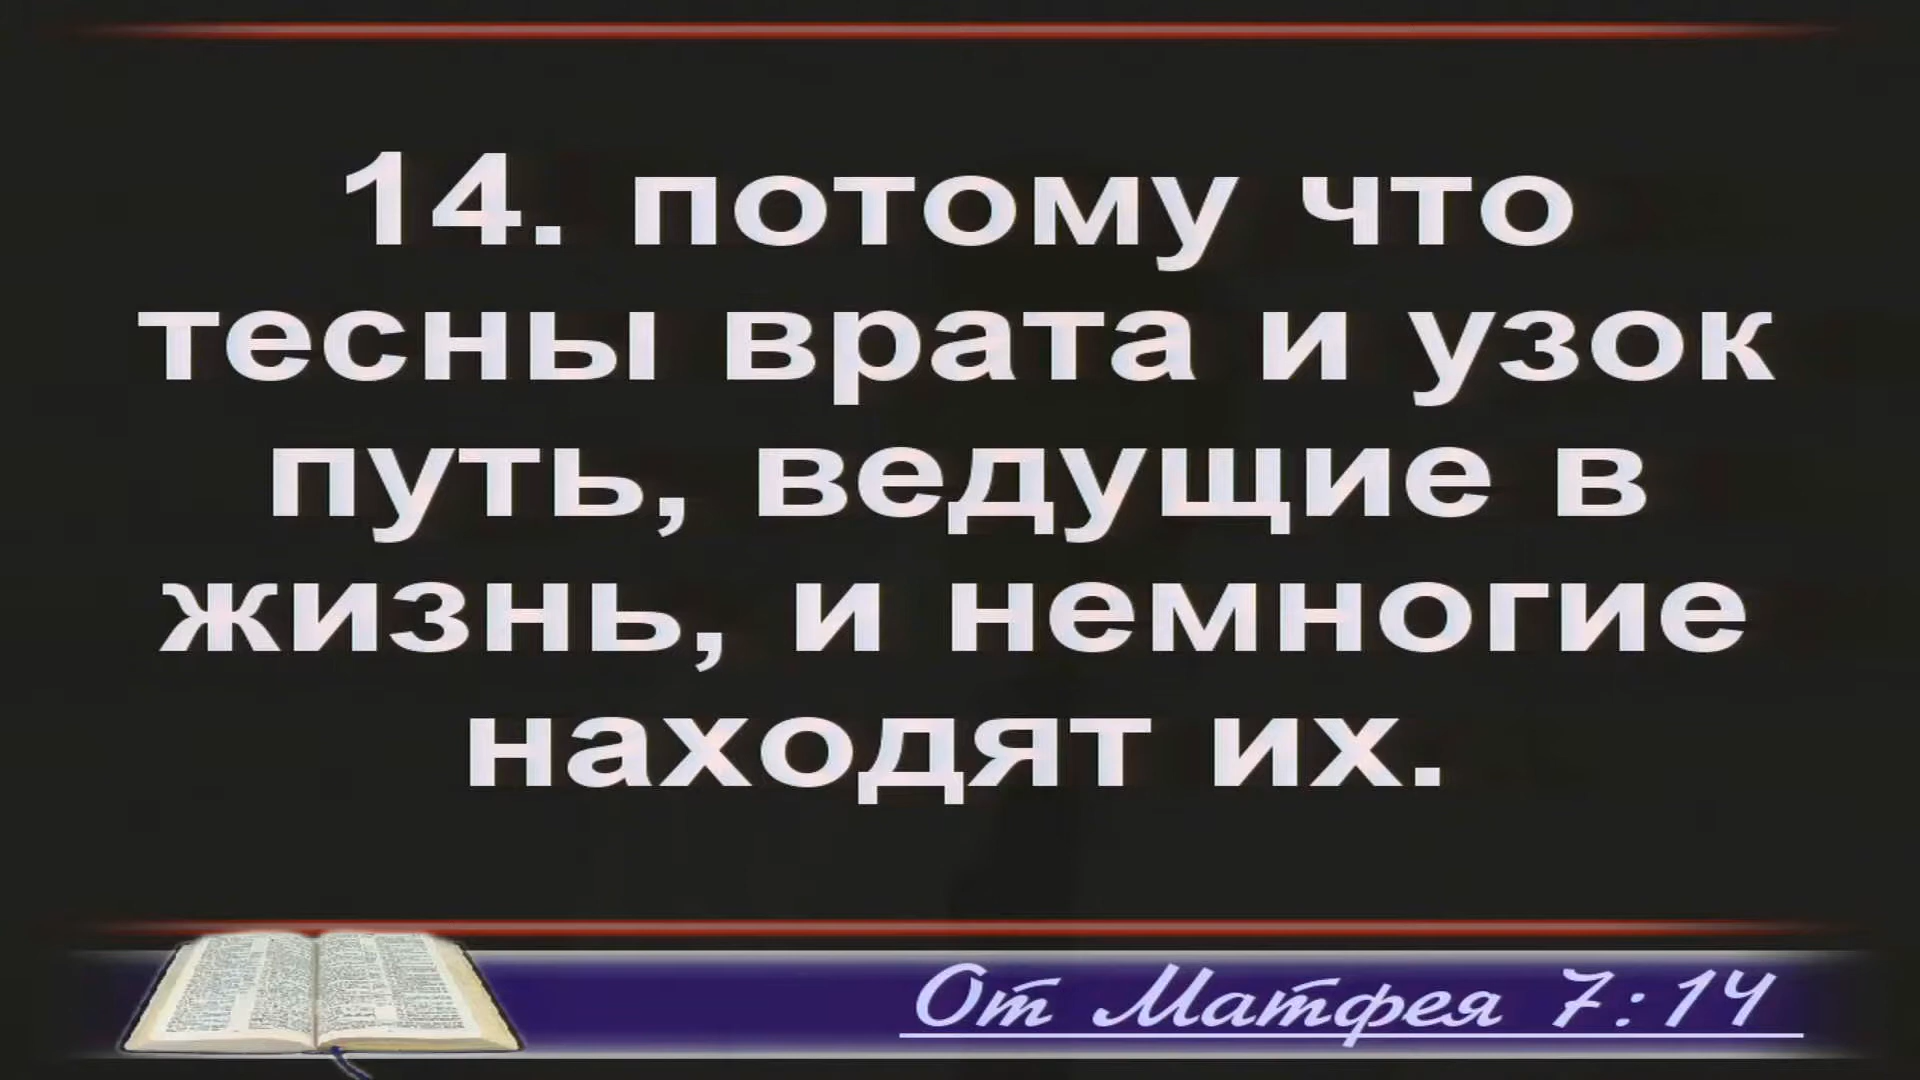 14. потому что
тесны врата и узок
путь, ведущие в
жизнь, и немногие
находят их.
От Матфея 7:14